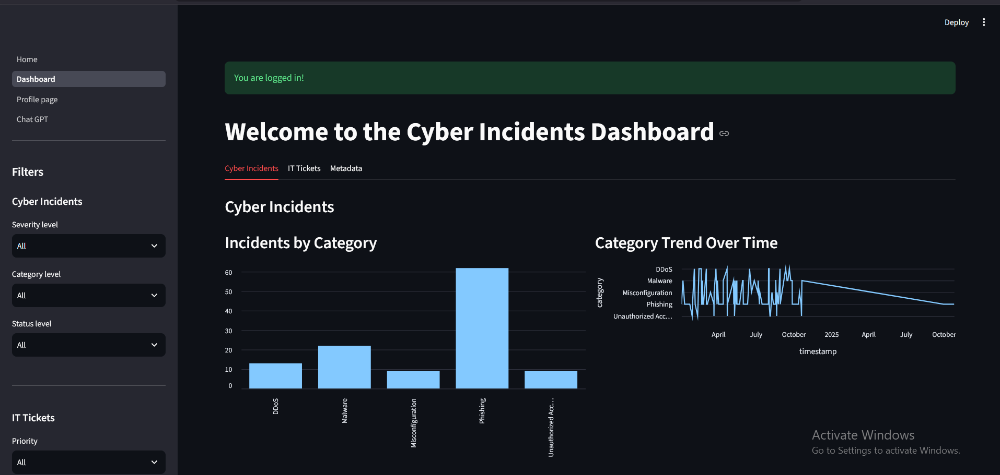 Deploy
Home
Dashboard
Profile page
Chat GPT
Filters
Cyber Incidents
Severity level
All
Category level
All
Status level
All
IT Tickets
Priority
All
You are logged in!
Welcome to the Cyber Incidents Dashboard
Cyber Incidents IT Tickets Metadata
Cyber Incidents
Incidents by Category
60
50
40
30
20
10
0
DDoS
Malware
Misconfiguration
Phishing
Unauthorized Acc…
Category Trend Over Time
category
DDoS
Malware
Misconfiguration
Phishing
Unauthorized Acc…
April July October 2025 April July October
timestamp
Activate Windows
Go to Settings to activate Windows.